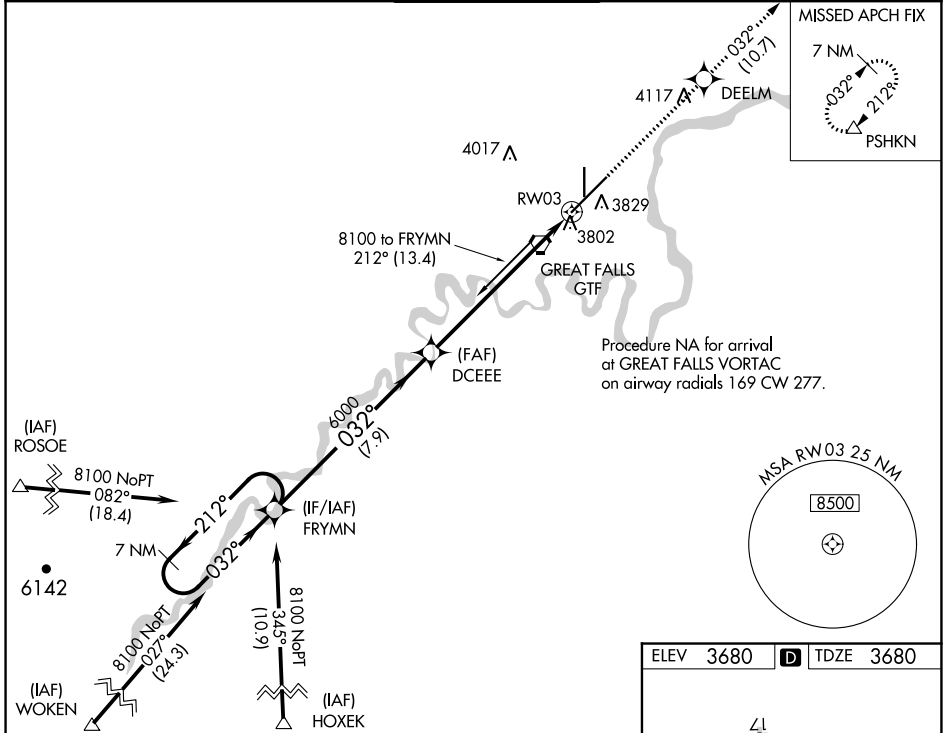 MISSED APCH FIX
7 NM
032°
212°
PSHKN
032°
(10.7)
DEELM
4117
4017
RW03
3829
3802
8100 to FRYMN
212° (13.4)
GREAT FALLS
GTF
(FAF)
DCEEE
Procedure NA for arrival
at GREAT FALLS VORTAC
on airway radials 169 CW 277.
6000
032°
(7.9)
(IAF)
ROSOE
8100 NoPT
082°
(18.4)
212°
7 NM
032°
(IF/IAF)
FRYMN
6142
8100 NoPT
027°
(24.3)
(IAF)
WOKEN
8100 NoPT
345°
(10.9)
(IAF)
HOXEK
MSA RW03 25 NM
8500
ELEV 3680 D TDZE 3680